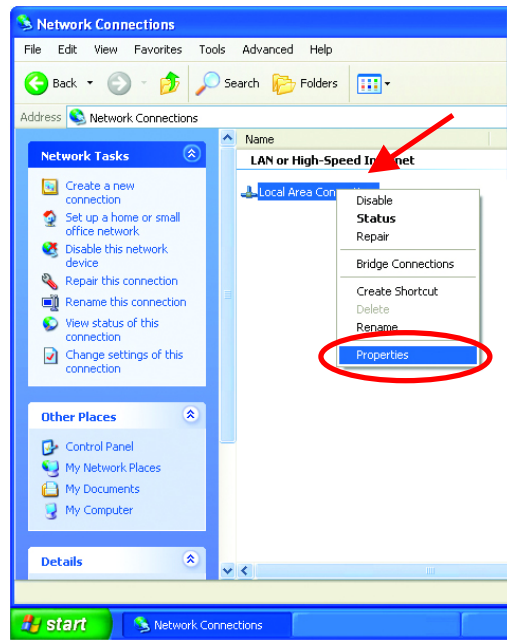 Network Connections
File Edit View Favorites Tools Advanced Help
Back Search Folders
Address Network Connections
Network Tasks
Create a new
connection
Set up a home or small
office network
Disable this network
device
Repair this connection
Rename this connection
View status of this
connection
Change settings of this
connection
Other Places
Control Panel
My Network Places
My Documents
My Computer
Details
Name
LAN or High-Speed
Local Area
Disable
Status
Repair
Bridge Connections
Create Shortcut
Delete
Rename
Properties
start
Network Connections